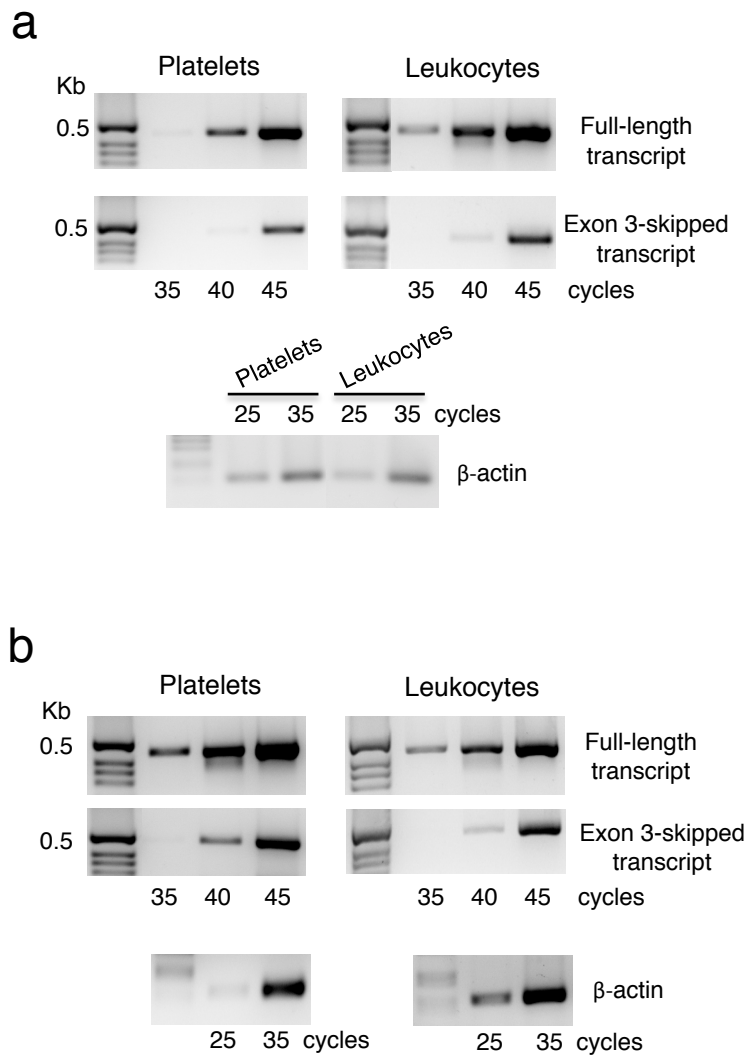 a
Platelets
Leukocytes
Kb
0.5
Full-length
transcript
0.5
Exon 3-skipped
transcript
35 40 45
35 40 45 cycles
Platelets
Leukocytes
25 35 25 35 cycles
β-actin
b
Platelets
Leukocytes
Kb
0.5
Full-length
transcript
0.5
Exon 3-skipped
transcript
35 40 45
35 40 45 cycles
β-actin
25 35 cycles
25 35 cycles